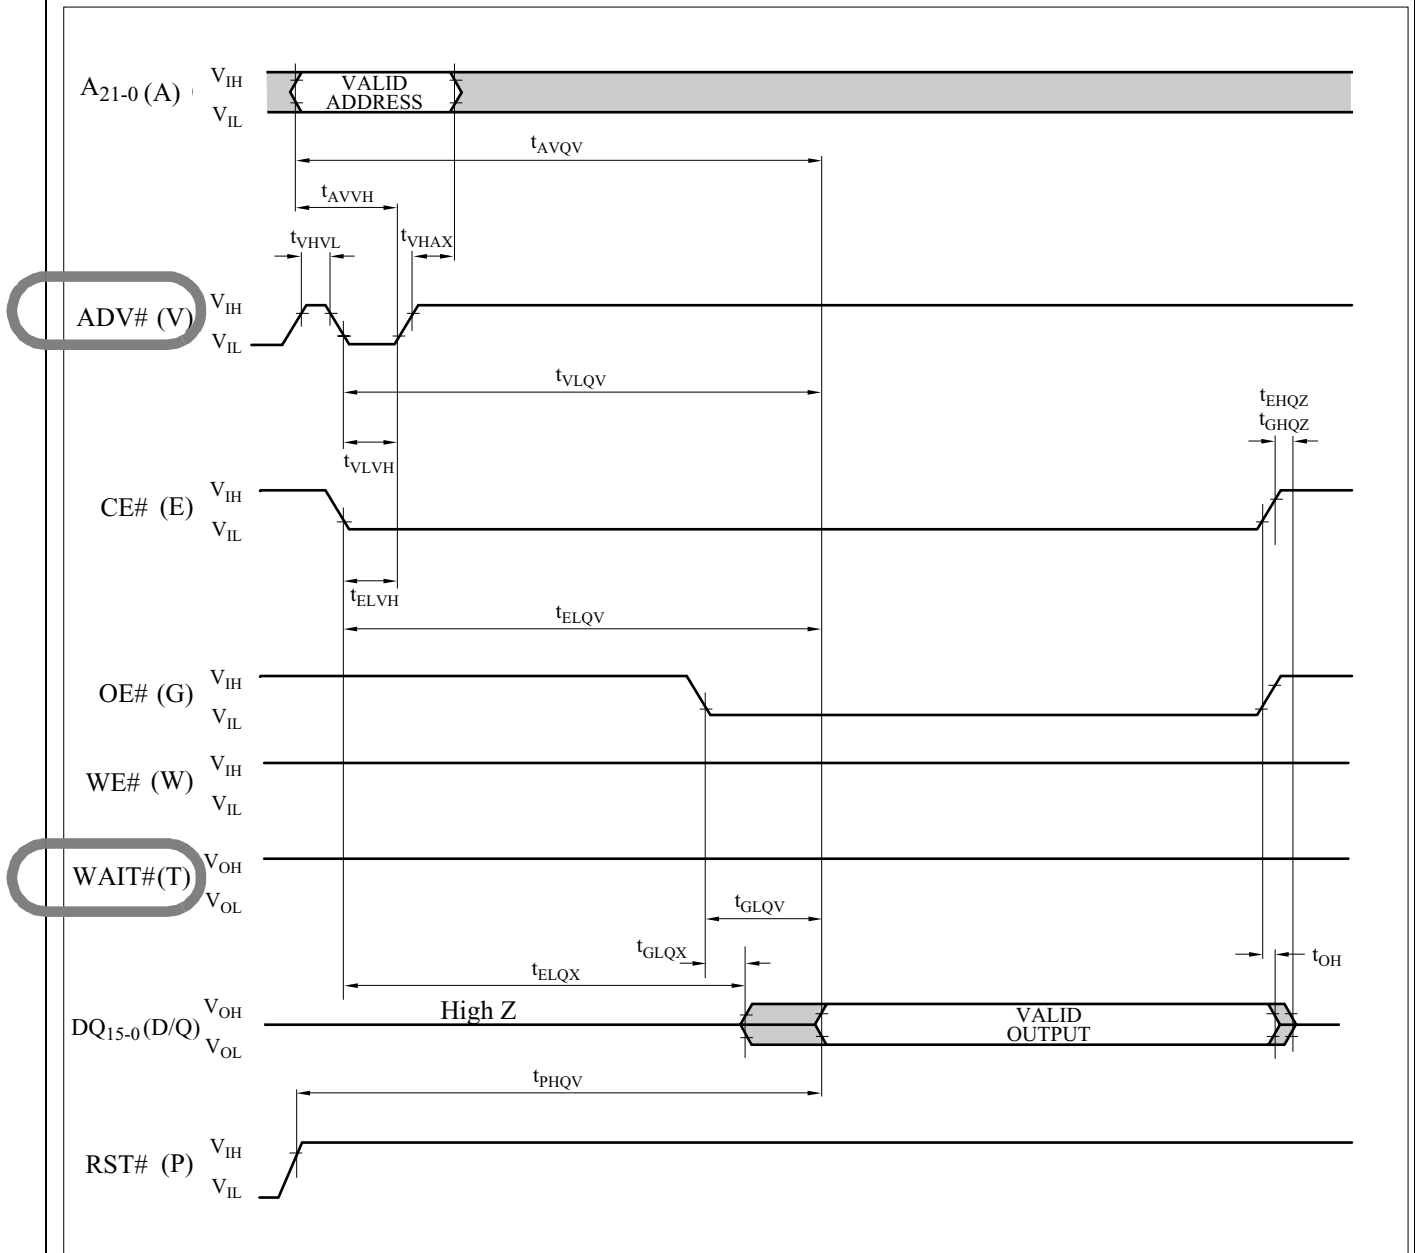 A21-0 (A)
VIH
VIL
VALID
ADDRESS
tAVQV
tAVVH
tVHVL
tVHAX
ADV# (V)
VIH
VIL
tVLQV
tEHQZ
tGHQZ
tVLVH
CE# (E)
VIH
VIL
tELVH
tELQV
OE# (G)
VIH
VIL
WE# (W)
VIH
VIL
WAIT#(T)
VOH
VOL
tGLQV
tGLQX
tOH
tELQX
DQ15-0 (D/Q)
VOH
VOL
High Z
VALID
OUTPUT
tPHQV
RST# (P)
VIH
VIL